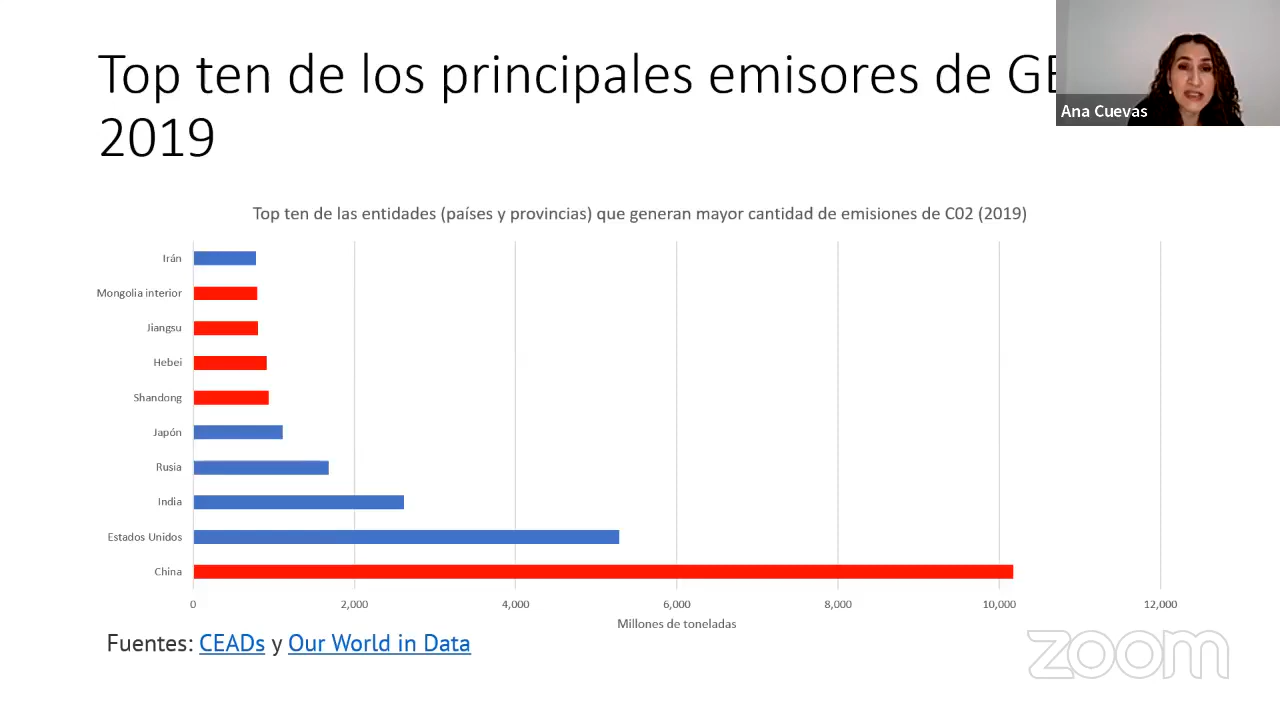 Top ten de los principales emisores de GE
2019
Ana Cuevas
Top ten de las entidades (países y provincias) que generan mayor cantidad de emisiones de C02 (2019)
Irán
Mongolia interior
Jiangsu
Hebei
Shandong
Japón
Rusia
India
Estados Unidos
China
0 2,000 4,000 6,000 8,000 10,000 12,000
Millones de toneladas
Fuentes: CEADs y Our World in Data
zoom